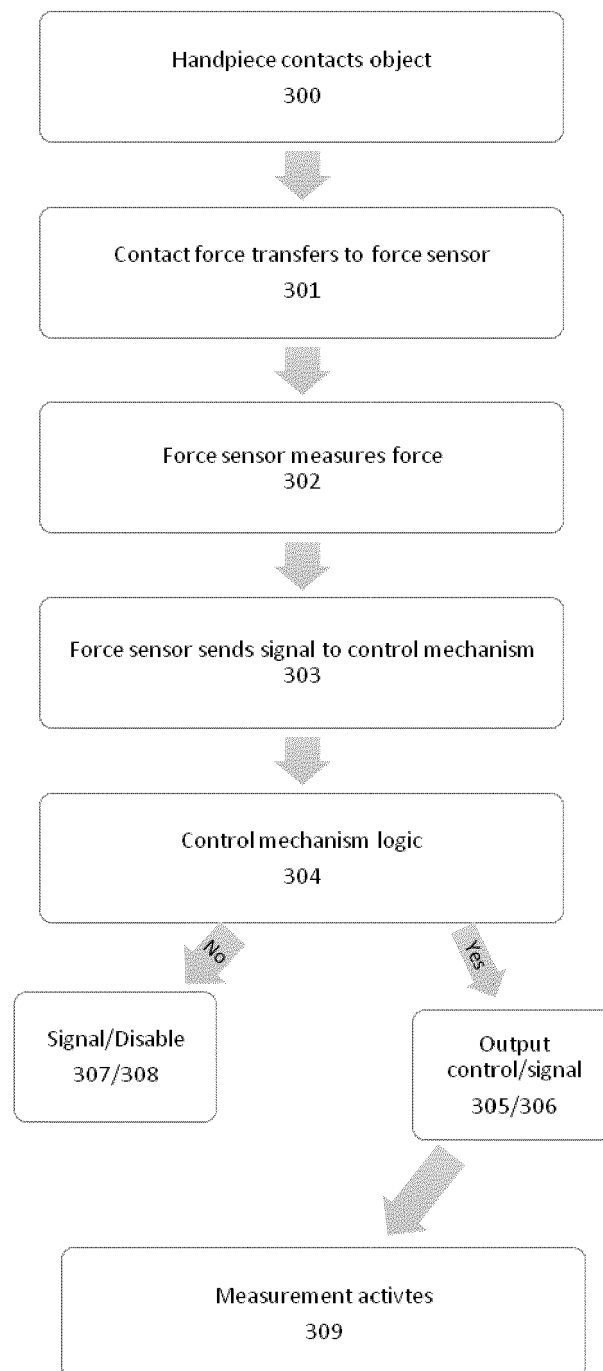 Handpiece contacts object
300
Contact force transfers to force sensor
301
Force sensor measures force
302
Force sensor sends signal to control mechanism
303
Control mechanism logic
304
No
Yes
Signal/Disable
307/308
Output
control/signal
305/306
Measurement activtes
309